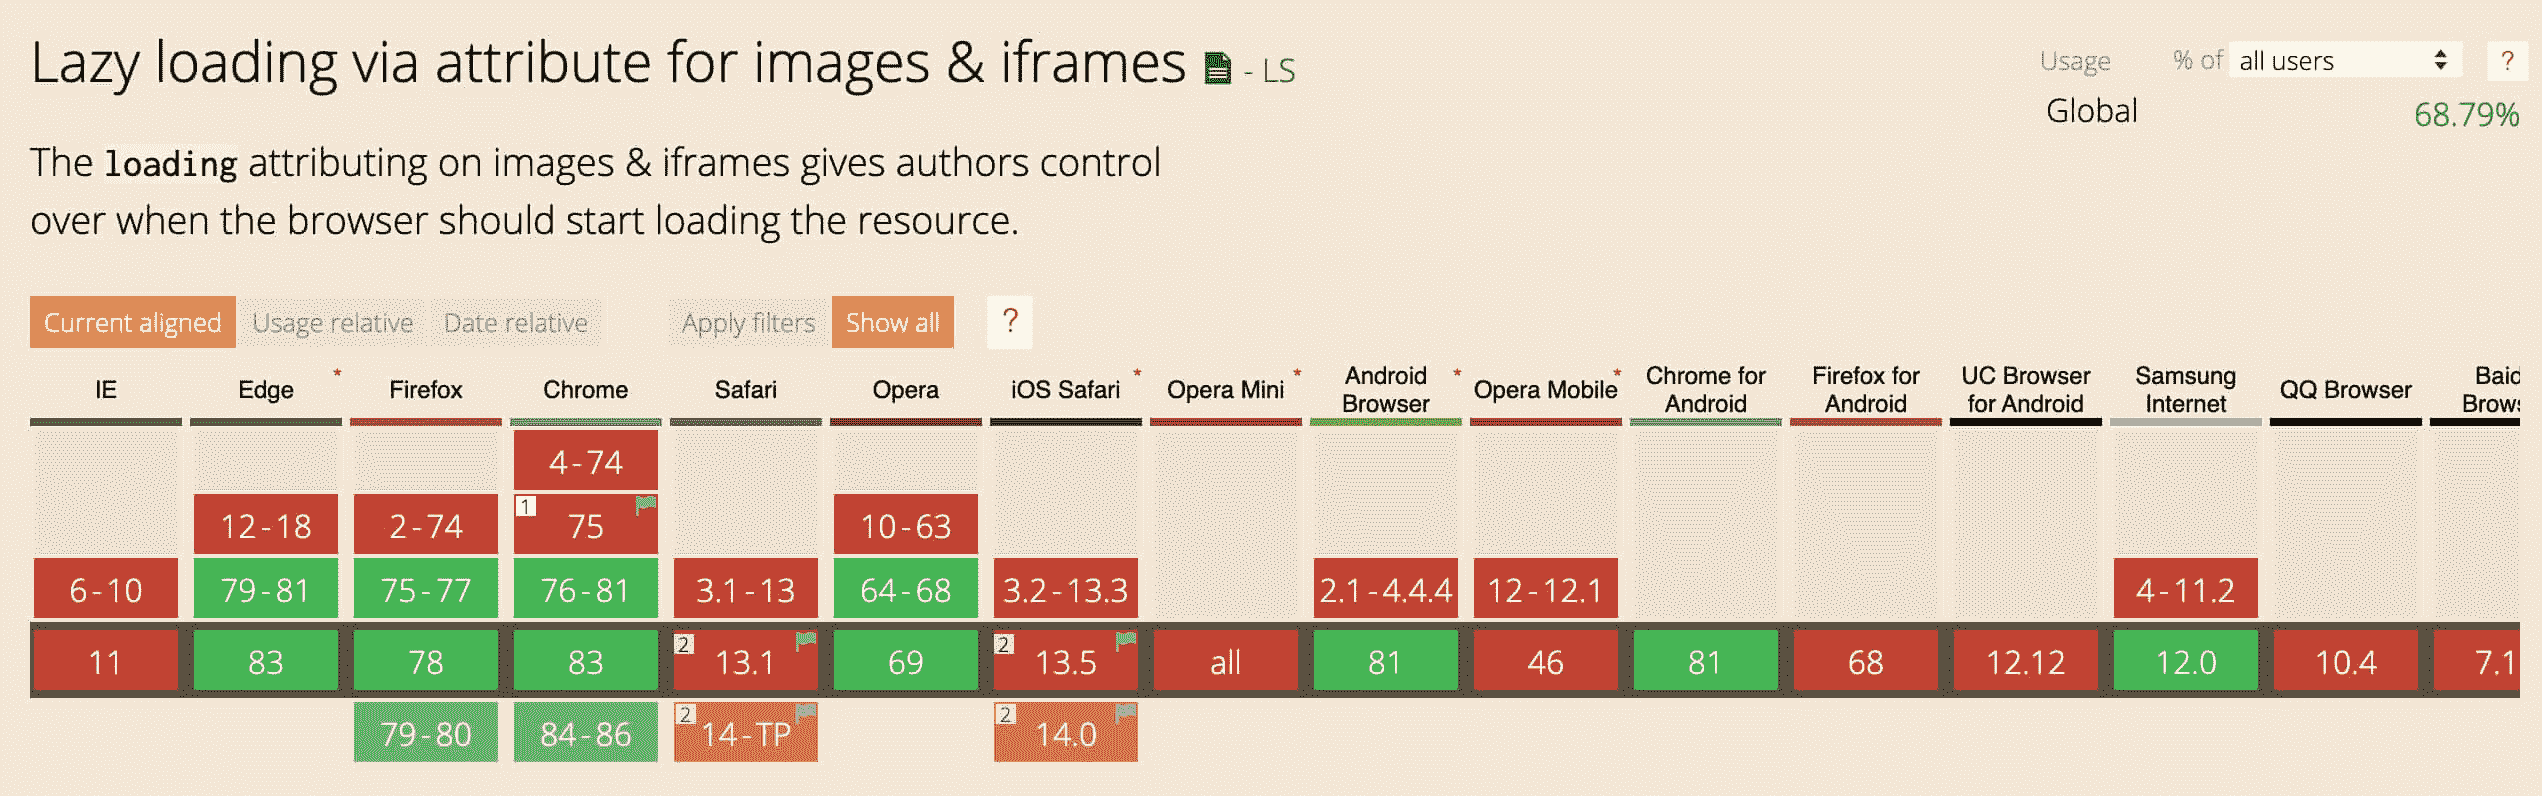 Lazy loading via attribute for images & iframes - LS
Usage % of all users ?
Global 68.79%
The loading attributing on images & iframes gives authors control
over when the browser should start loading the resource.
Current aligned Usage relative Date relative Apply filters Show all ?
IE Edge * Firefox Chrome Safari Opera iOS Safari * Opera Mini * Android Browser * Opera Mobile * Chrome for Android Firefox for Android UC Browser for Android Samsung Internet QQ Browser
4-74
12-18 2-74 1 75 10-63
6-10 79-81 75-77 76-81 3.1-13 64-68 3.2-13.3 2.1-4.4.4 12-12.1 4-11.2
11 83 78 83 2 13.1 69 2 13.5 all 81 46 81 68 12.12 12.0 10.4 7.1
79-80 84-86 2 14-TP 2 14.0